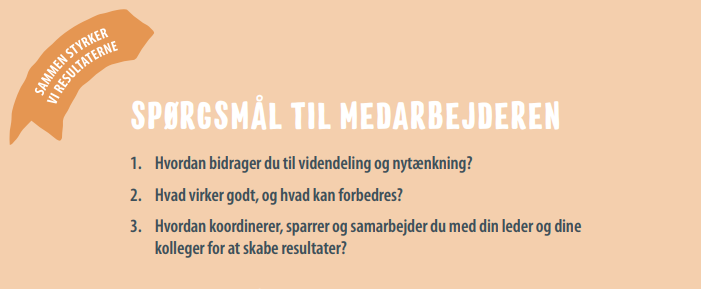 SAMMEN STYRKER
VI RESULTATERNE
SPØRGSMÅL TIL MEDARBEJDEREN
1. Hvordan bidrager du til videndeling og nytænkning?
2. Hvad virker godt, og hvad kan forbedres?
3. Hvordan koordinerer, sparrer og samarbejder du med din leder og dine
kolleger for at skabe resultater?